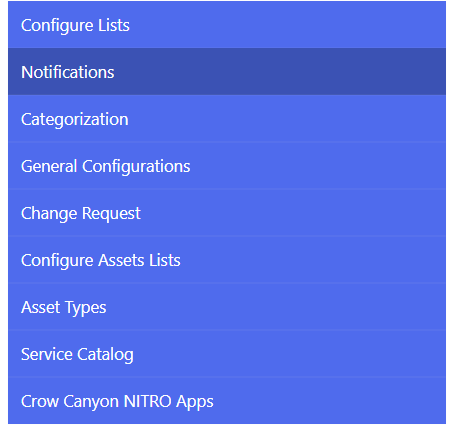 Configure Lists
Notifications
Categorization
General Configurations
Change Request
Configure Assets Lists
Asset Types
Service Catalog
Crow Canyon NITRO Apps